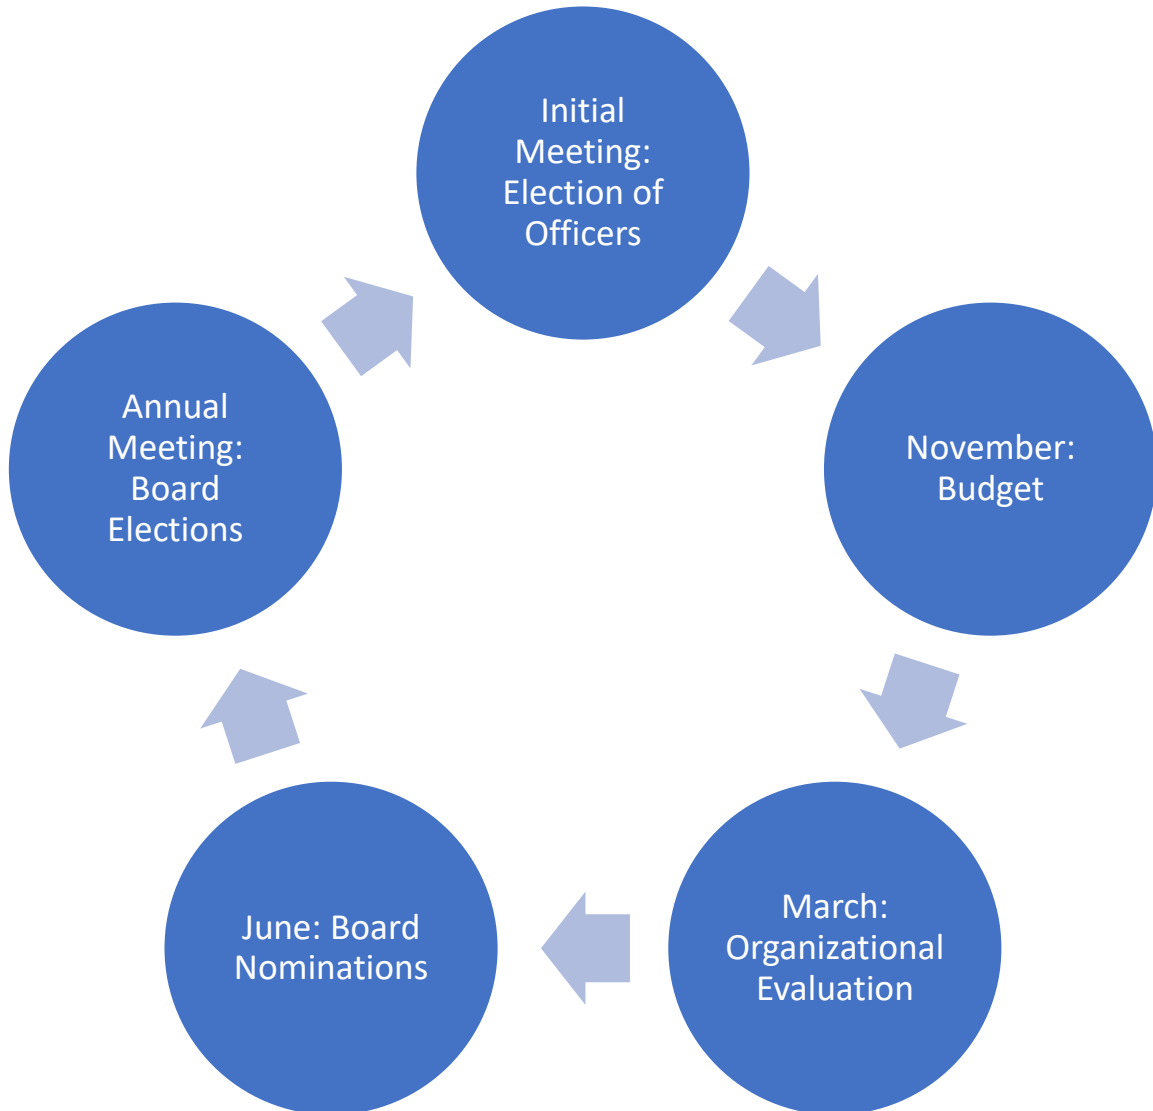 Initial
Meeting:
Election of
Officers
November:
Budget
March:
Organizational
Evaluation
June: Board
Nominations
Annual
Meeting:
Board
Elections